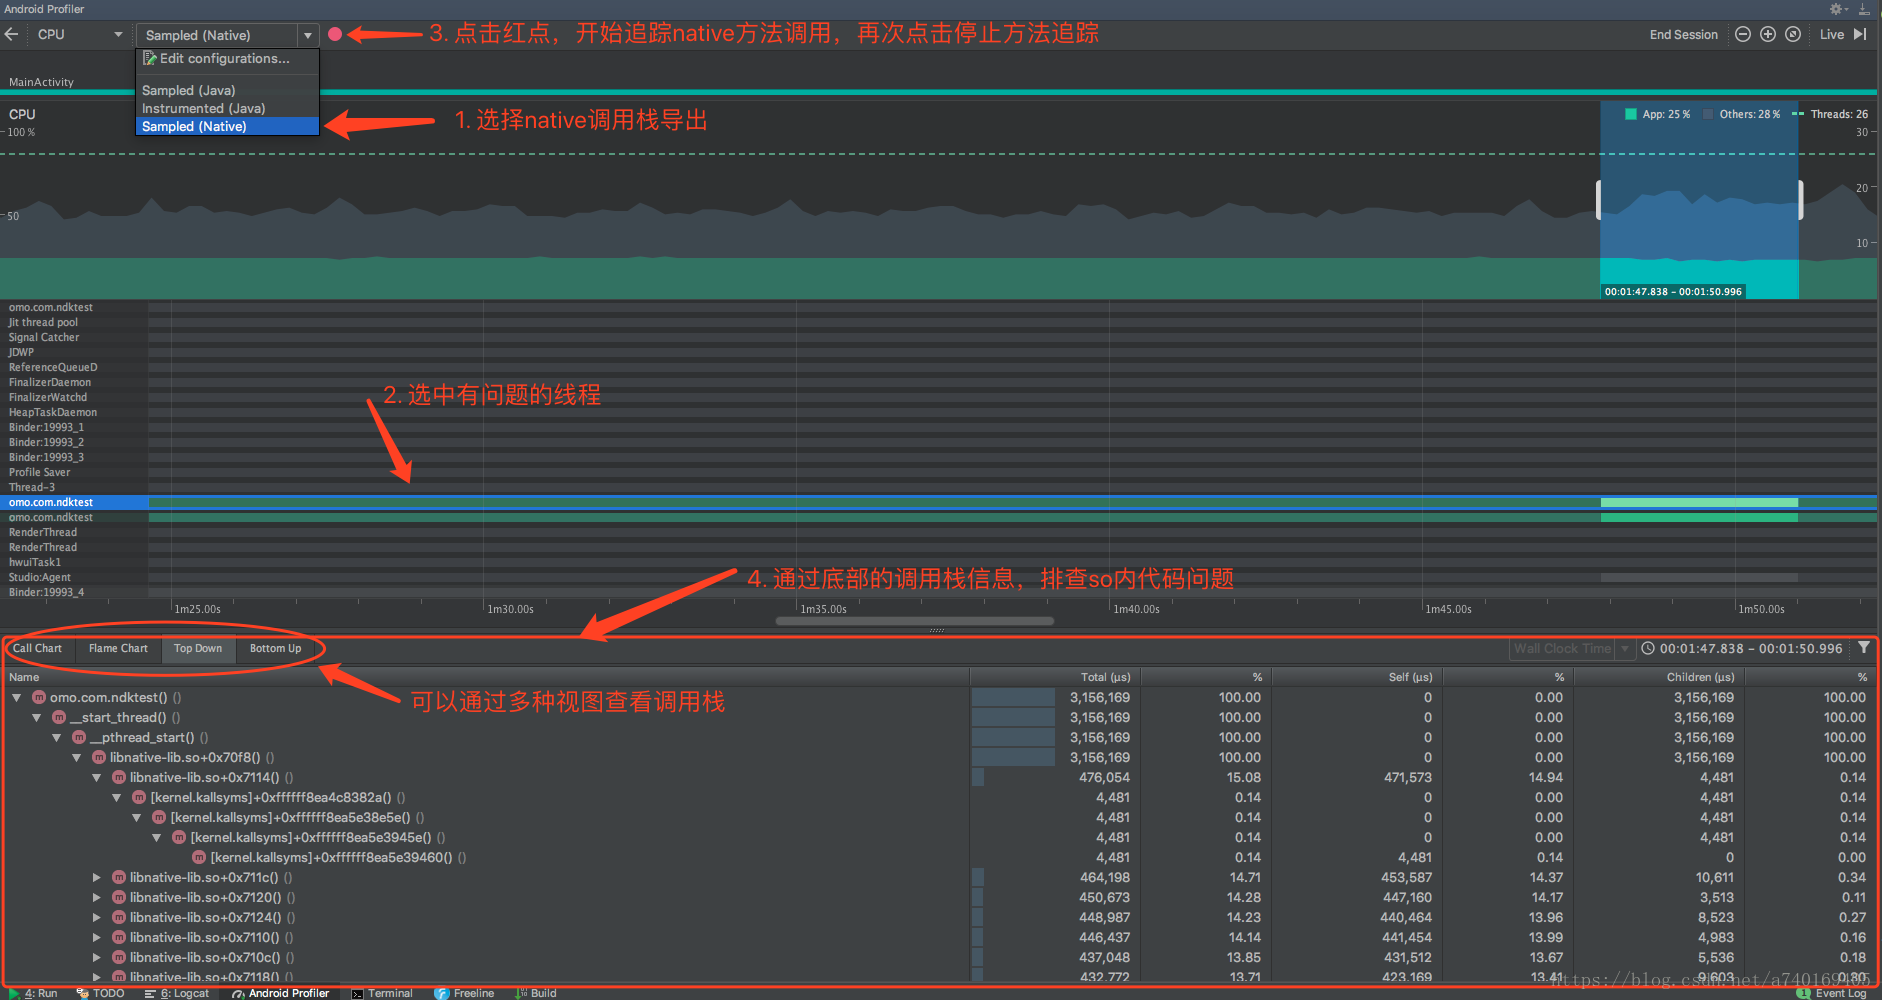 Android Profiler
CPU
Sampled (Native)
3. 点击红点，开始追踪native方法调用，再次点击停止方法追踪
End Session
Live
Edit configurations...
MainActivity
Sampled (Java)
Instrumented (Java)
Sampled (Native)
1. 选择native调用栈导出
CPU
100 %
App: 25 %
Others: 28 %
Threads: 26
30
20
50
10
00:01:47.838 - 00:01:50.996
omo.com.ndktest
Jit thread pool
Signal Catcher
JDWP
ReferenceQueueD
FinalizerDaemon
FinalizerWatchd
HeapTaskDaemon
2. 选中有问题的线程
Binder:19993_1
Binder:19993_2
Binder:19993_3
Profile Saver
Thread-3
omo.com.ndktest
omo.com.ndktest
RenderThread
RenderThread
hwuiTask1
Studio:Agent
Binder:19993_4
4. 通过底部的调用栈信息，排查so内代码问题
1m25.00s 1m30.00s 1m35.00s 1m40.00s 1m45.00s 1m50.00s
Call Chart Flame Chart Top Down Bottom Up
Wall Clock Time
00:01:47.838 - 00:01:50.996
Name Total (μs) % Self (μs) % Children (μs) %
可以通过多种视图查看调用栈
omo.com.ndktest() () 3,156,169 100.00 0 0.00 3,156,169 100.00
__start_thread() () 3,156,169 100.00 0 0.00 3,156,169 100.00
__pthread_start() () 3,156,169 100.00 0 0.00 3,156,169 100.00
libnative-lib.so+0x70f8() () 3,156,169 100.00 0 0.00 3,156,169 100.00
libnative-lib.so+0x7114() () 476,054 15.08 471,573 14.94 4,481 0.14
[kernel.kallsyms]+0xffffff8ea4c8382a() () 4,481 0.14 0 0.00 4,481 0.14
[kernel.kallsyms]+0xffffff8ea5e38e5e() () 4,481 0.14 0 0.00 4,481 0.14
[kernel.kallsyms]+0xffffff8ea5e3945e() () 4,481 0.14 0 0.00 4,481 0.14
[kernel.kallsyms]+0xffffff8ea5e39460() () 4,481 0.14 4,481 0.14 0 0.00
libnative-lib.so+0x711c() () 464,198 14.71 453,587 14.37 10,611 0.34
libnative-lib.so+0x7120() () 450,673 14.28 447,160 14.17 3,513 0.11
libnative-lib.so+0x7124() () 448,987 14.23 440,464 13.96 8,523 0.27
libnative-lib.so+0x7110() () 446,437 14.14 441,454 13.99 4,983 0.16
libnative-lib.so+0x710c() () 437,048 13.85 431,512 13.67 5,536 0.18
libnative-lib.so+0x7118() () 432,772 13.71 423,169 13.41 9,603 0.30
https://blog.csdn.net/a740169405
4: Run TODO 6: Logcat Android Profiler Terminal Freeline Build 1 Event Log